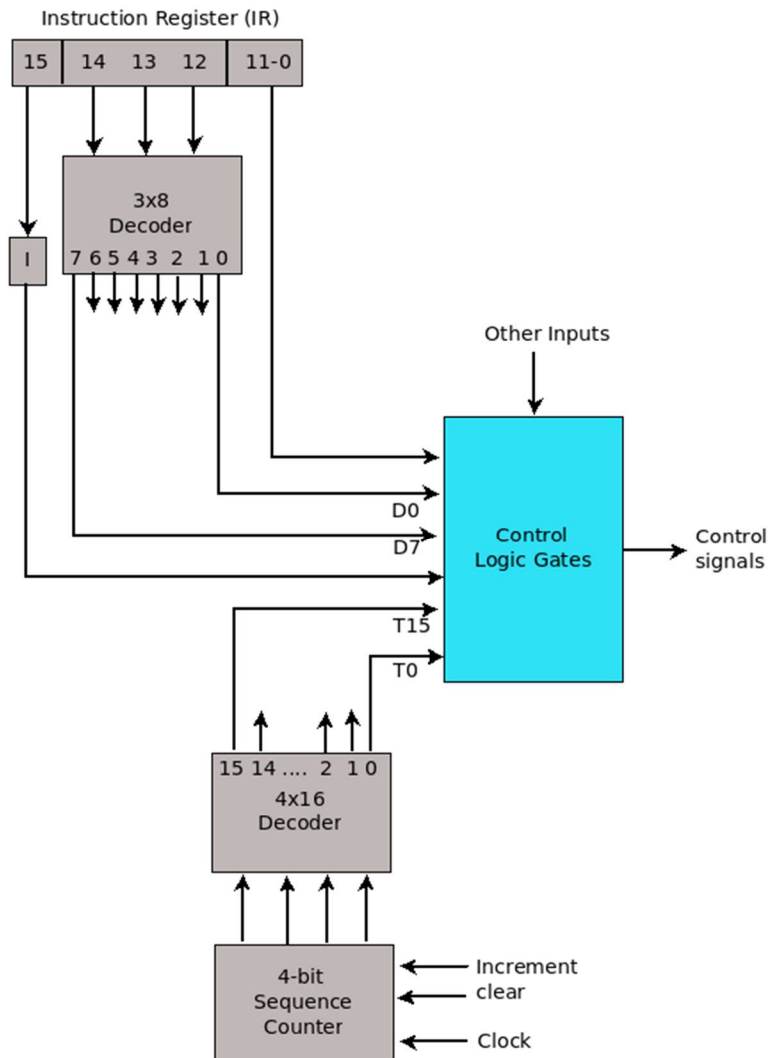 Instruction Register (IR)
15 14 13 12 11-0
3x8
Decoder
7 6 5 4 3 2 1 0
I
Other Inputs
D0
D7
Control
Logic Gates
Control
signals
T15
T0
15 14 .... 2 1 0
4x16
Decoder
4-bit
Sequence
Counter
Increment
clear
Clock